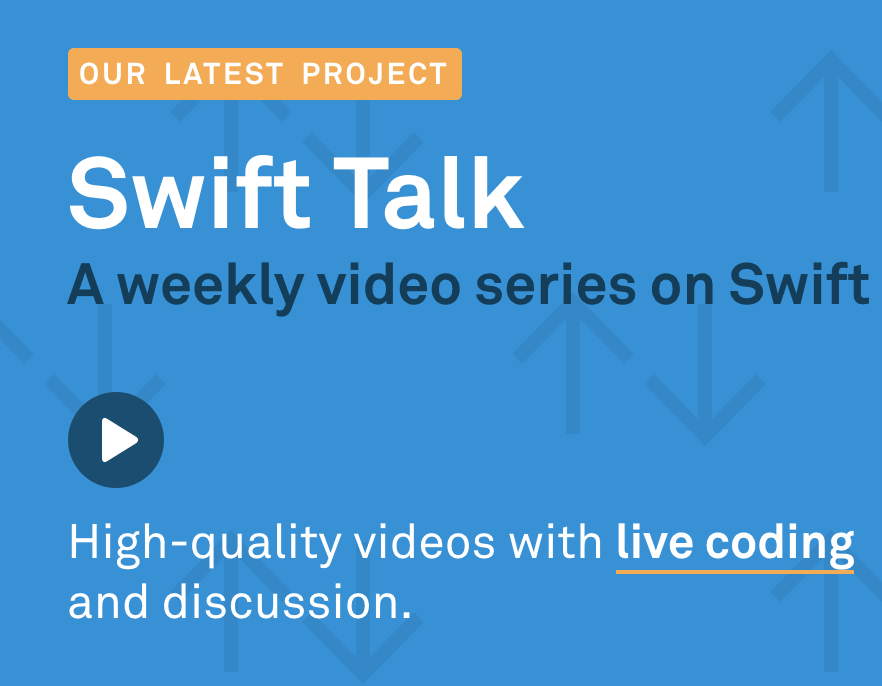 OUR LATEST PROJECT
Swift Talk
A weekly video series on Swift
High-quality videos with live coding
and discussion.